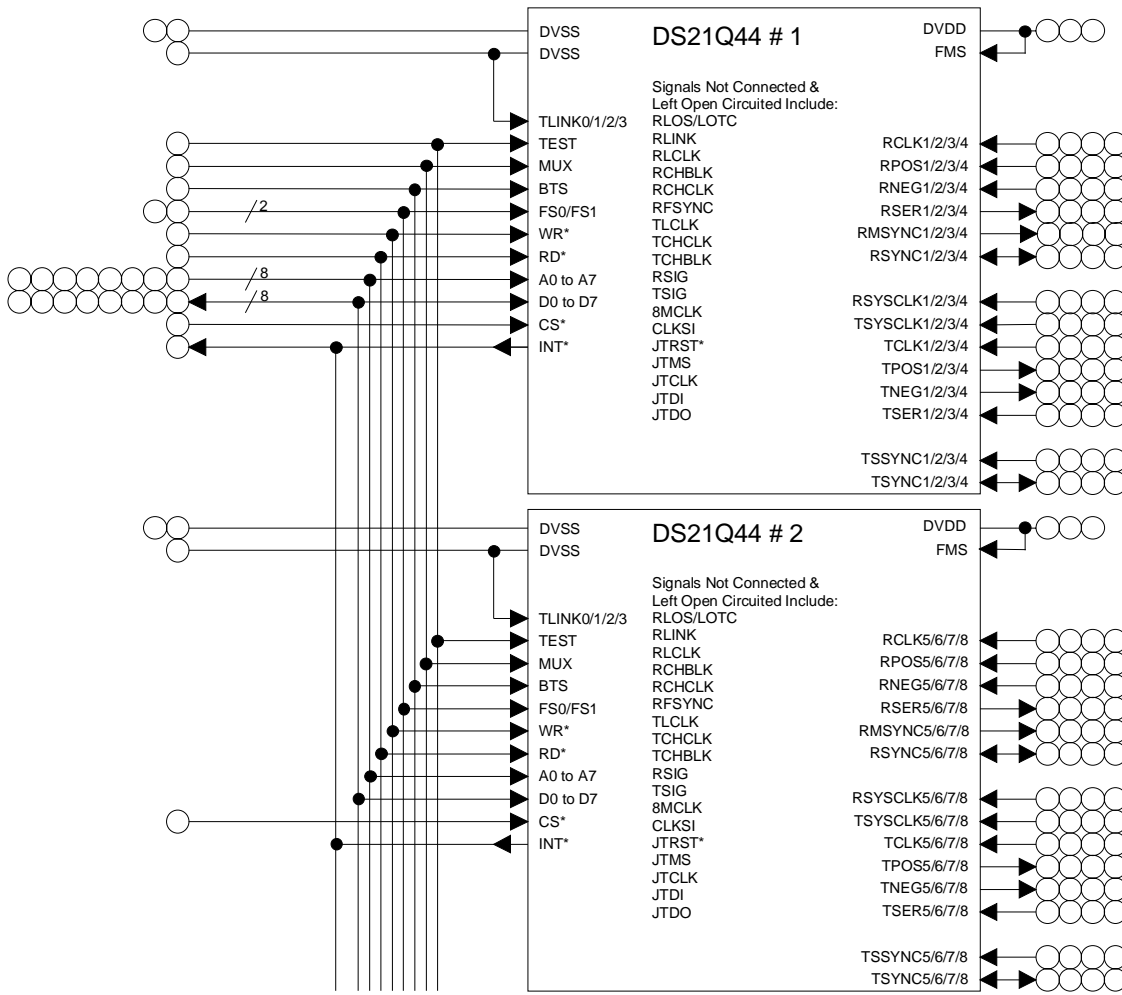 DS21Q44 # 1
DVSS
DVSS
TLINK0/1/2/3
TEST
MUX
BTS
2
FS0/FS1
WR*
RD*
8
A0 to A7
8
D0 to D7
CS*
INT*
Signals Not Connected &
Left Open Circuited Include:
RLOS/LOTC
RLINK
RLCLK
RCHBLK
RCHCLK
RFSYNC
TLCLK
TCHCLK
TCHBLK
RSIG
TSIG
8MCLK
CLKSI
JTRST*
JTMS
JTCLK
JTDI
JTDO
DVDD
FMS
RCLK1/2/3/4
RPOS1/2/3/4
RNEG1/2/3/4
RSER1/2/3/4
RMSYNC1/2/3/4
RSYNC1/2/3/4
RSYSCLK1/2/3/4
TSYSCLK1/2/3/4
TCLK1/2/3/4
TPOS1/2/3/4
TNEG1/2/3/4
TSER1/2/3/4
TSSYNC1/2/3/4
TSYNC1/2/3/4
DS21Q44 # 2
DVSS
DVSS
TLINK0/1/2/3
TEST
MUX
BTS
FS0/FS1
WR*
RD*
A0 to A7
D0 to D7
CS*
INT*
Signals Not Connected &
Left Open Circuited Include:
RLOS/LOTC
RLINK
RLCLK
RCHBLK
RCHCLK
RFSYNC
TLCLK
TCHCLK
TCHBLK
RSIG
TSIG
8MCLK
CLKSI
JTRST*
JTMS
JTCLK
JTDI
JTDO
DVDD
FMS
RCLK5/6/7/8
RPOS5/6/7/8
RNEG5/6/7/8
RSER5/6/7/8
RMSYNC5/6/7/8
RSYNC5/6/7/8
RSYSCLK5/6/7/8
TSYSCLK5/6/7/8
TCLK5/6/7/8
TPOS5/6/7/8
TNEG5/6/7/8
TSER5/6/7/8
TSSYNC5/6/7/8
TSYNC5/6/7/8